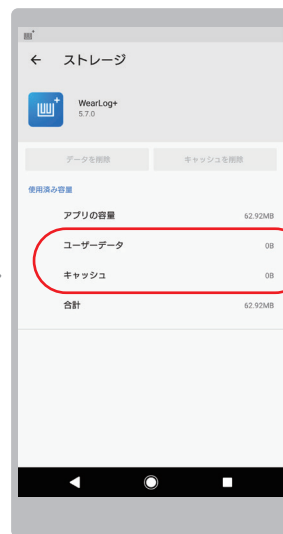 ← ストレージ
WearLog+
5.7.0
データを削除 キャッシュを削除
使用済み容量
アプリの容量 62.92MB
ユーザーデータ 0B
キャッシュ 0B
合計 62.92MB